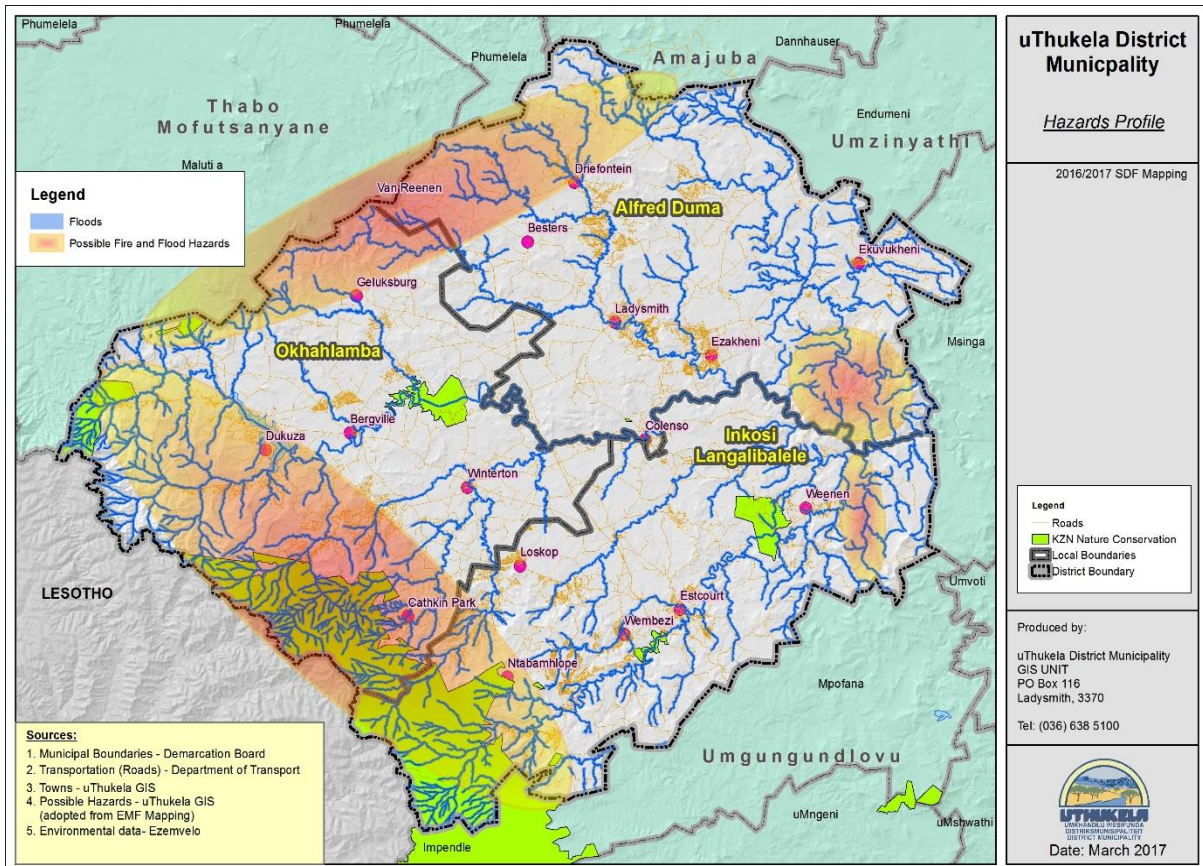 Phumelela
Phumelela
Phumelela
Dannhauser
Amajuba
Thabo
Mofutsanyane
Endumeni
Umzinyathi
Maluti a
Legend
Floods
Possible Fire and Flood Hazards
Van Reenen
Driefontein
Alfred Duma
Besters
Ekuvukheni
Geluksburg
Ladysmith
Msinga
Okhahlamba
Ezakheni
Bergville
Colenso
Dukuza
Inkosi
Langalibalele
Winterton
Weenen
Loskop
Umvoti
LESOTHO
Cathkin Park
Estcourt
Wembezi
Ntabamhlope
Mpofana
Umgungundlovu
uMngeni
uMshwathi
Impendle
Sources:
1. Municipal Boundaries - Demarcation Board
2. Transportation (Roads) - Department of Transport
3. Towns - uThukela GIS
4. Possible Hazards - uThukela GIS
(adopted from EMF Mapping)
5. Environmental data- Ezemvelo
uThukela District
Municpality
Hazards Profile
2016/2017 SDF Mapping
Legend
Roads
KZN Nature Conservation
Local Boundaries
District Boundary
Produced by:
uThukela District Municipality
GIS UNIT
PO Box 116
Ladysmith, 3370
Tel: (036) 638 5100
UTHUKELA
UMKHANDLU WESIFUNDA
DISTRIKSMUNISIPALITEIT
DISTRICT MUNICIPALITY
Date: March 2017